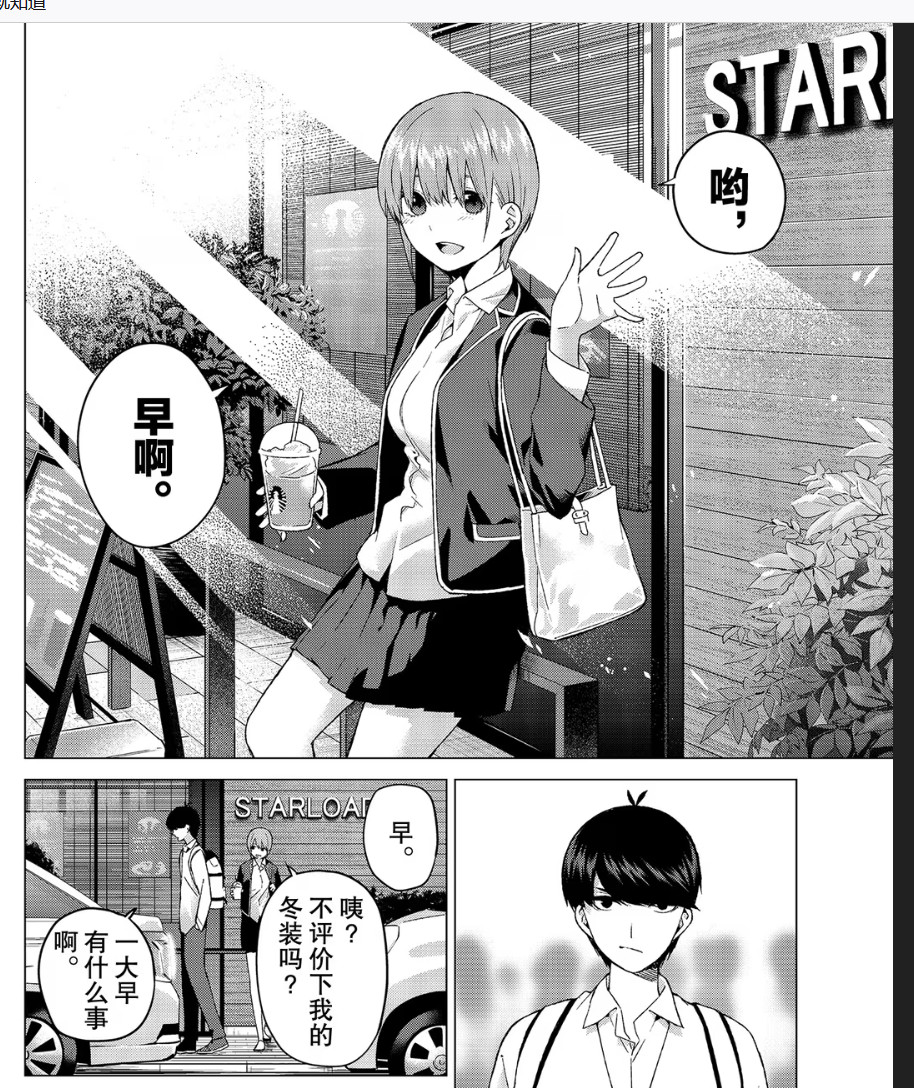 就知道
STARL
哟，
早啊。
STARLOA
早。
咦？
不评价下我的
冬装吗？
一大早
有什么事
啊。